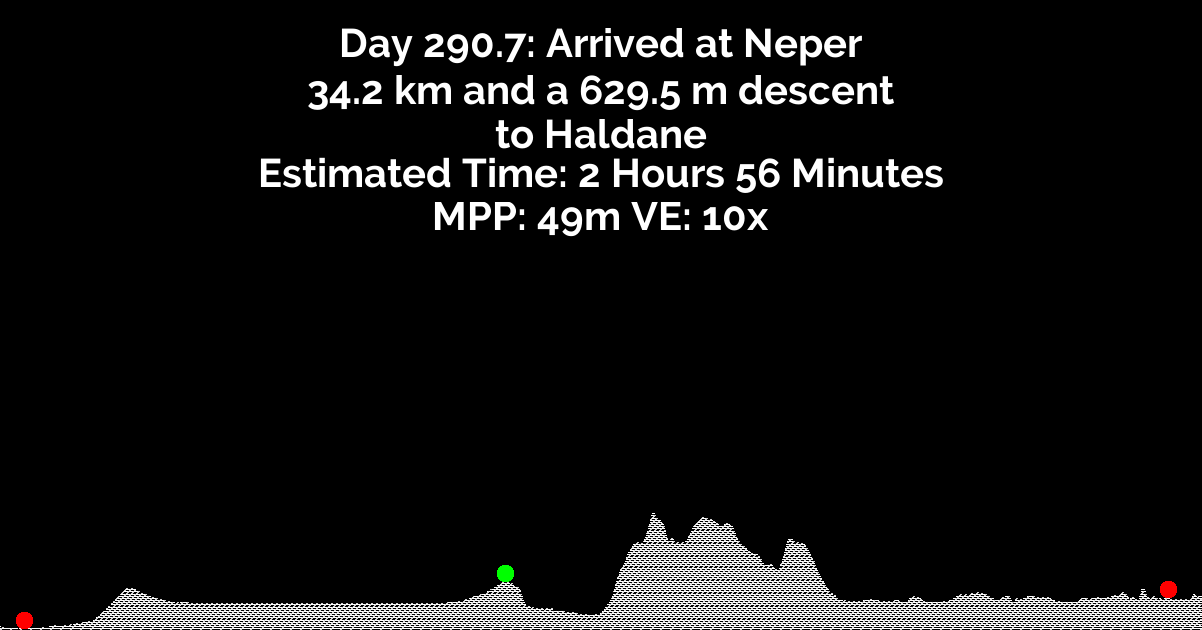 Day 290.7: Arrived at Neper
34.2 km and a 629.5 m descent
to Haldane
Estimated Time: 2 Hours 56 Minutes
MPP: 49m VE: 10x